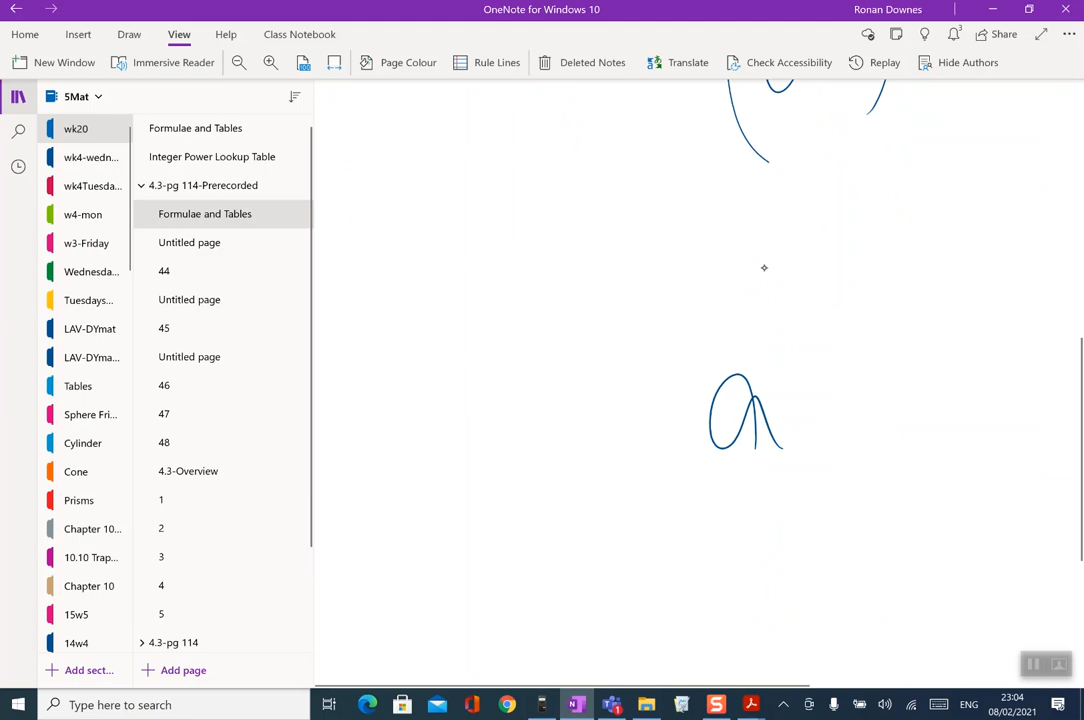 OneNote for Windows 10
Ronan Downes
Home Insert Draw View Help Class Notebook
3
Share
New Window Immersive Reader Page Colour Rule Lines Deleted Notes Translate Check Accessibility Replay Hide Authors
5Mat
wk20
wk4-wedn...
wk4Tuesda...
w4-mon
w3-Friday
Wednesda...
Tuesdays...
LAV-DYmat
LAV-DYma...
Tables
Sphere Fri...
Cylinder
Cone
Prisms
Chapter 10...
10.10 Trap...
Chapter 10
15w5
14w4
Add sect...
Formulae and Tables
Integer Power Lookup Table
4.3-pg 114-Prerecorded
Formulae and Tables
Untitled page
44
Untitled page
45
Untitled page
46
47
48
4.3-Overview
1
2
3
4
5
4.3-pg 114
Add page
a
Type here to search
ENG
23:04
08/02/2021